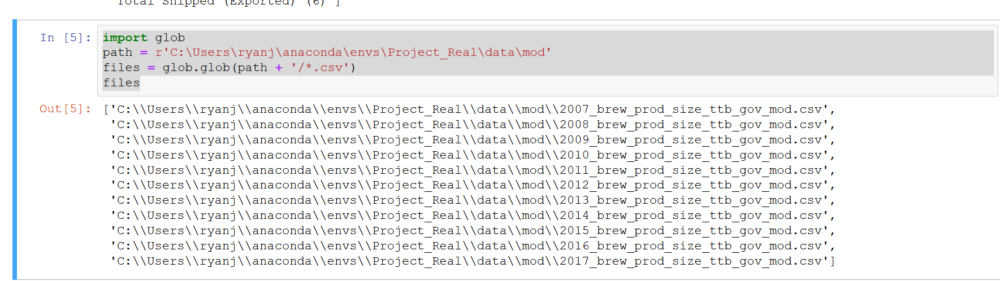 Total Shipped (Exported) (6) ]
In [5]: import glob
path = r'C:\Users\ryanj\anaconda\envs\Project_Real\data\mod'
files = glob.glob(path + '/*.csv')
files
Out[5]: ['C:\\Users\\ryanj\\anaconda\\envs\\Project_Real\\data\\mod\\2007_brew_prod_size_ttb_gov_mod.csv',
'C:\\Users\\ryanj\\anaconda\\envs\\Project_Real\\data\\mod\\2008_brew_prod_size_ttb_gov_mod.csv',
'C:\\Users\\ryanj\\anaconda\\envs\\Project_Real\\data\\mod\\2009_brew_prod_size_ttb_gov_mod.csv',
'C:\\Users\\ryanj\\anaconda\\envs\\Project_Real\\data\\mod\\2010_brew_prod_size_ttb_gov_mod.csv',
'C:\\Users\\ryanj\\anaconda\\envs\\Project_Real\\data\\mod\\2011_brew_prod_size_ttb_gov_mod.csv',
'C:\\Users\\ryanj\\anaconda\\envs\\Project_Real\\data\\mod\\2012_brew_prod_size_ttb_gov_mod.csv',
'C:\\Users\\ryanj\\anaconda\\envs\\Project_Real\\data\\mod\\2013_brew_prod_size_ttb_gov_mod.csv',
'C:\\Users\\ryanj\\anaconda\\envs\\Project_Real\\data\\mod\\2014_brew_prod_size_ttb_gov_mod.csv',
'C:\\Users\\ryanj\\anaconda\\envs\\Project_Real\\data\\mod\\2015_brew_prod_size_ttb_gov_mod.csv',
'C:\\Users\\ryanj\\anaconda\\envs\\Project_Real\\data\\mod\\2016_brew_prod_size_ttb_gov_mod.csv',
'C:\\Users\\ryanj\\anaconda\\envs\\Project_Real\\data\\mod\\2017_brew_prod_size_ttb_gov_mod.csv']